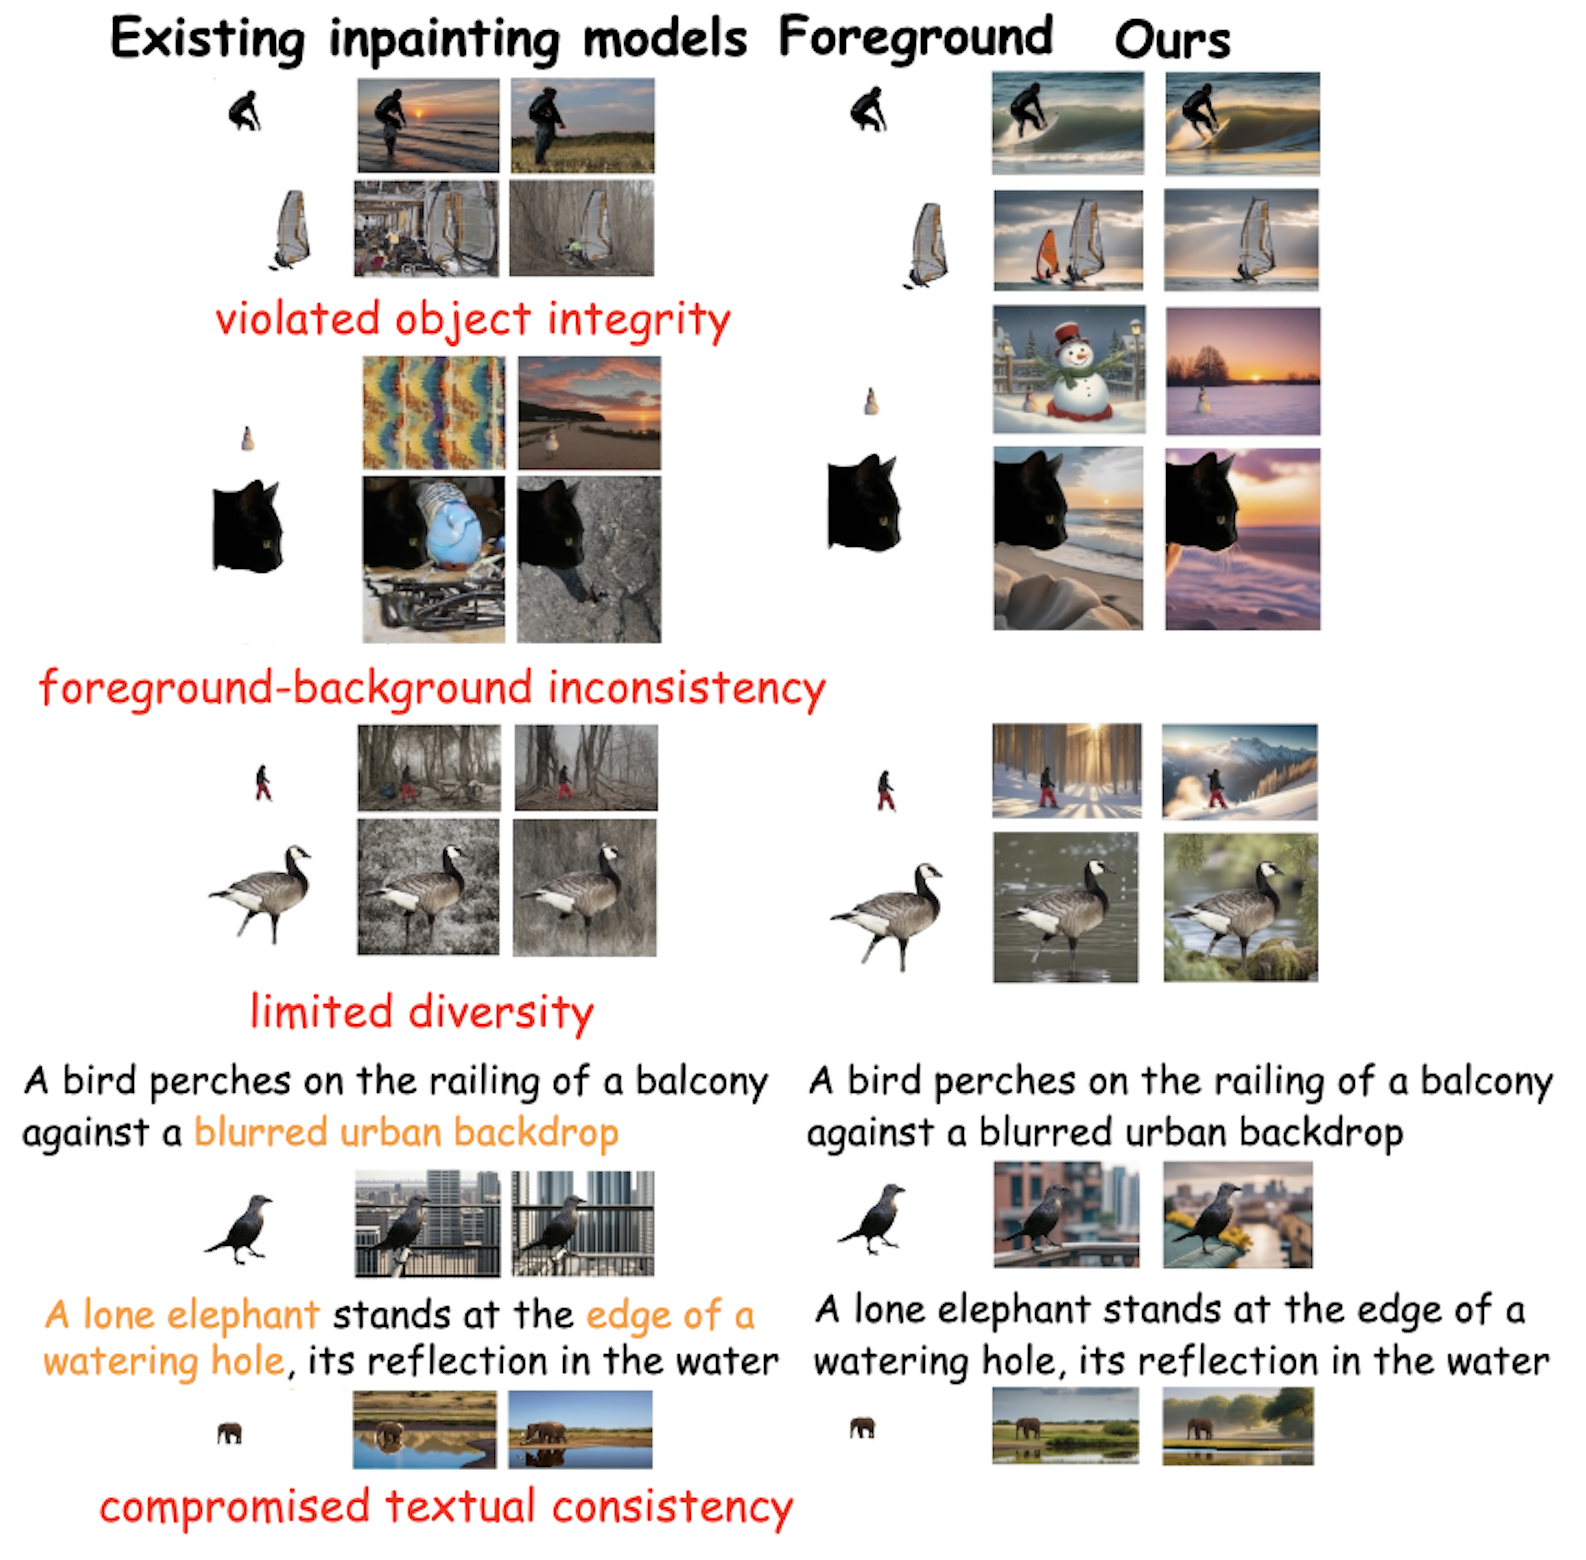 Existing inpainting models Foreground Ours
violated object integrity
foreground-background inconsistency
limited diversity
A bird perches on the railing of a balcony
against a blurred urban backdrop
A bird perches on the railing of a balcony
against a blurred urban backdrop
A lone elephant stands at the edge of a
watering hole, its reflection in the water
A lone elephant stands at the edge of a
watering hole, its reflection in the water
compromised textual consistency